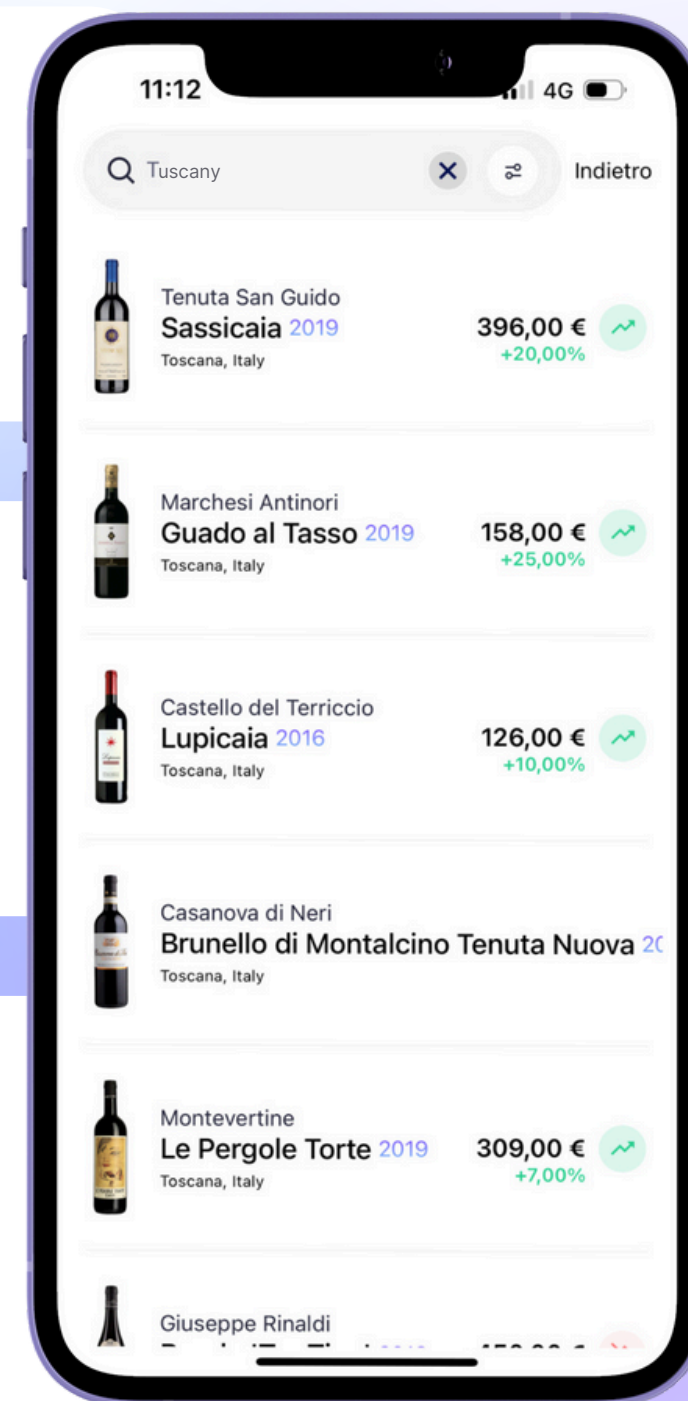 11:12
4G
Tuscany
Indietro
Tenuta San Guido
Sassicaia 2019
396,00 €
+20,00%
Toscana, Italy
Marchesi Antinori
Guado al Tasso 2019
158,00 €
+25,00%
Toscana, Italy
Castello del Terriccio
Lupicaia 2016
126,00 €
+10,00%
Toscana, Italy
Casanova di Neri
Brunello di Montalcino Tenuta Nuova 20
Toscana, Italy
Montevertine
Le Pergole Torte 2019
309,00 €
+7,00%
Toscana, Italy
Giuseppe Rinaldi